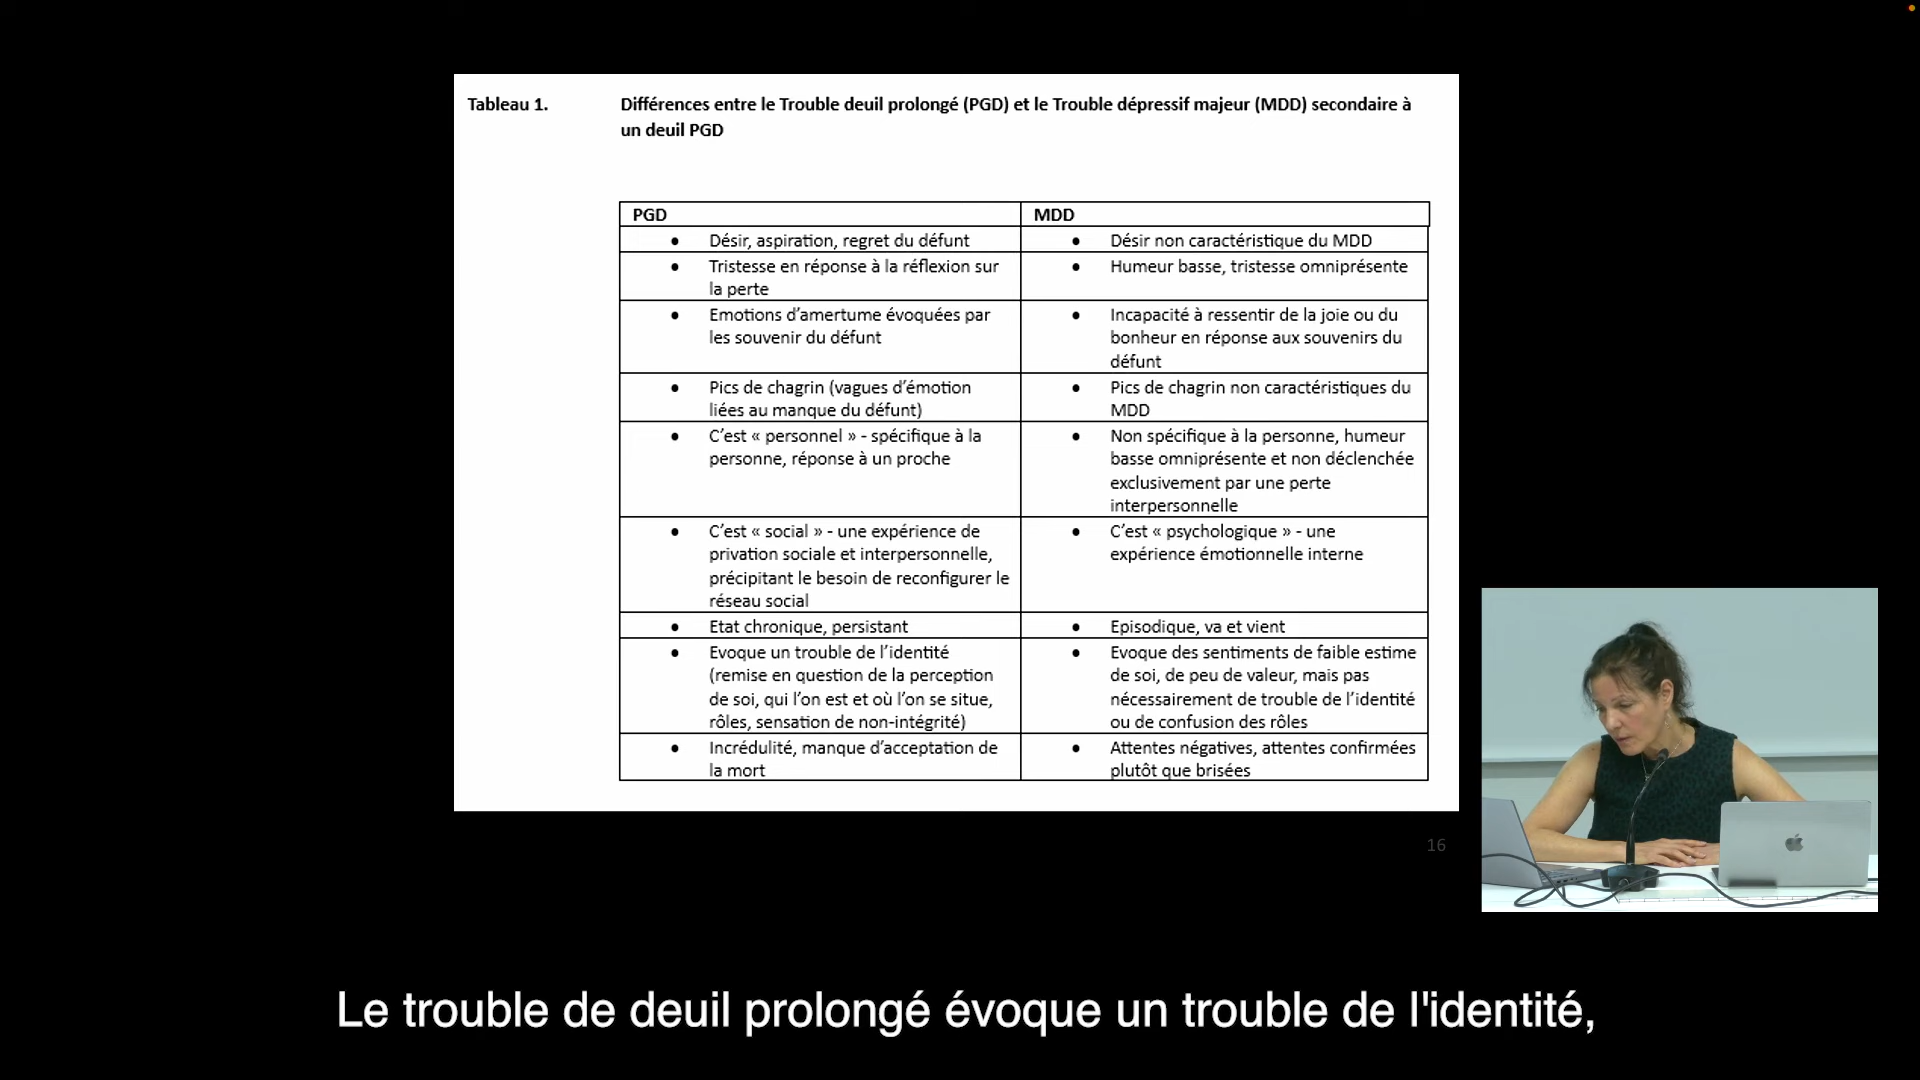 Tableau 1.
Différences entre le Trouble deuil prolongé (PGD) et le Trouble dépressif majeur (MDD) secondaire à
un deuil PGD
PGD
MDD
• Désir, aspiration, regret du défunt
• Désir non caractéristique du MDD
• Tristesse en réponse à la réflexion sur
la perte
• Humeur basse, tristesse omniprésente
• Emotions d’amertume évoquées par
les souvenir du défunt
• Incapacité à ressentir de la joie ou du
bonheur en réponse aux souvenirs du
défunt
• Pics de chagrin (vagues d’émotion
liées au manque du défunt)
• Pics de chagrin non caractéristiques du
MDD
• C’est « personnel » - spécifique à la
personne, réponse à un proche
• Non spécifique à la personne, humeur
basse omniprésente et non déclenchée
exclusivement par une perte
interpersonnelle
• C’est « social » - une expérience de
privation sociale et interpersonnelle,
précipitant le besoin de reconfigurer le
réseau social
• C’est « psychologique » - une
expérience émotionnelle interne
• Etat chronique, persistant
• Episodique, va et vient
• Evoque un trouble de l’identité
(remise en question de la perception
de soi, qui l’on est et où l’on se situe,
rôles, sensation de non-intégrité)
• Evoque des sentiments de faible estime
de soi, de peu de valeur, mais pas
nécessairement de trouble de l’identité
ou de confusion des rôles
• Incrédulité, manque d’acceptation de
la mort
• Attentes négatives, attentes confirmées
plutôt que brisées
16
Le trouble de deuil prolongé évoque un trouble de l'identité,